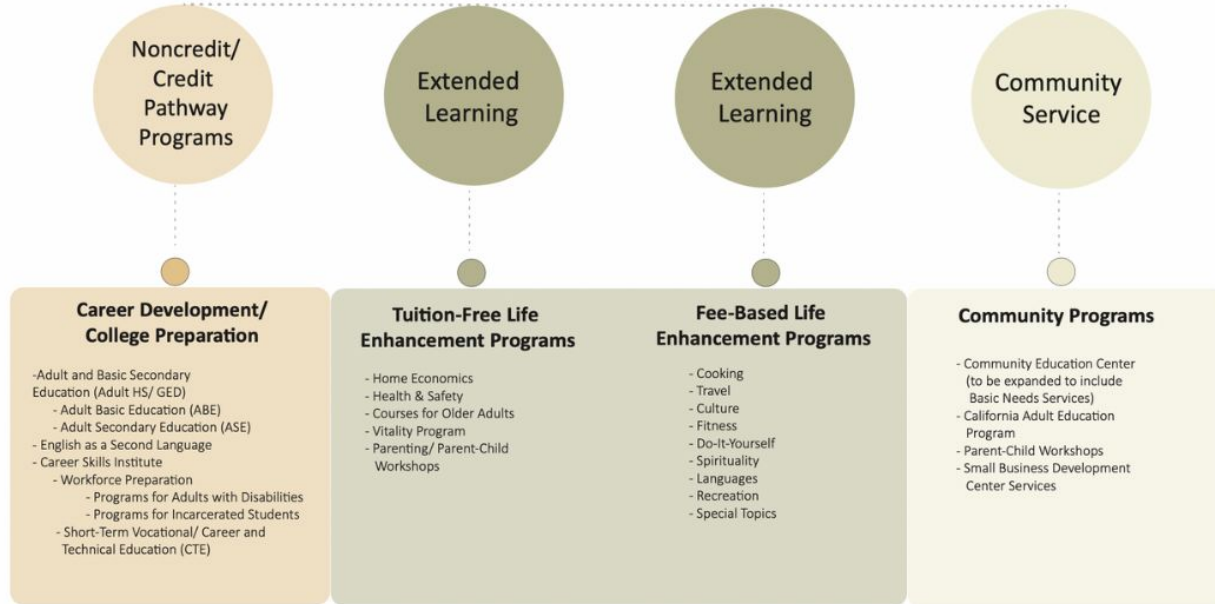 Noncredit/
Credit
Pathway
Programs
Extended
Learning
Extended
Learning
Community
Service
Career Development/
College Preparation
-Adult and Basic Secondary
Education (Adult HS/ GED)
- Adult Basic Education (ABE)
- Adult Secondary Education (ASE)
- English as a Second Language
- Career Skills Institute
- Workforce Preparation
- Programs for Adults with Disabilities
- Programs for Incarcerated Students
- Short-Term Vocational/ Career and
Technical Education (CTE)
Tuition-Free Life
Enhancement Programs
- Home Economics
- Health & Safety
- Courses for Older Adults
- Vitality Program
- Parenting/ Parent-Child
Workshops
Fee-Based Life
Enhancement Programs
- Cooking
- Travel
- Culture
- Fitness
- Do-It-Yourself
- Spirituality
- Languages
- Recreation
- Special Topics
Community Programs
- Community Education Center
(to be expanded to include
Basic Needs Services)
- California Adult Education
Program
- Parent-Child Workshops
- Small Business Development
Center Services